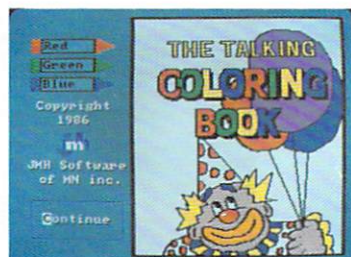 Red
Green
Blue
Copyright
1986
JMH Software
of MN inc.
Continue
THE TALKING
COLORING
BOOK